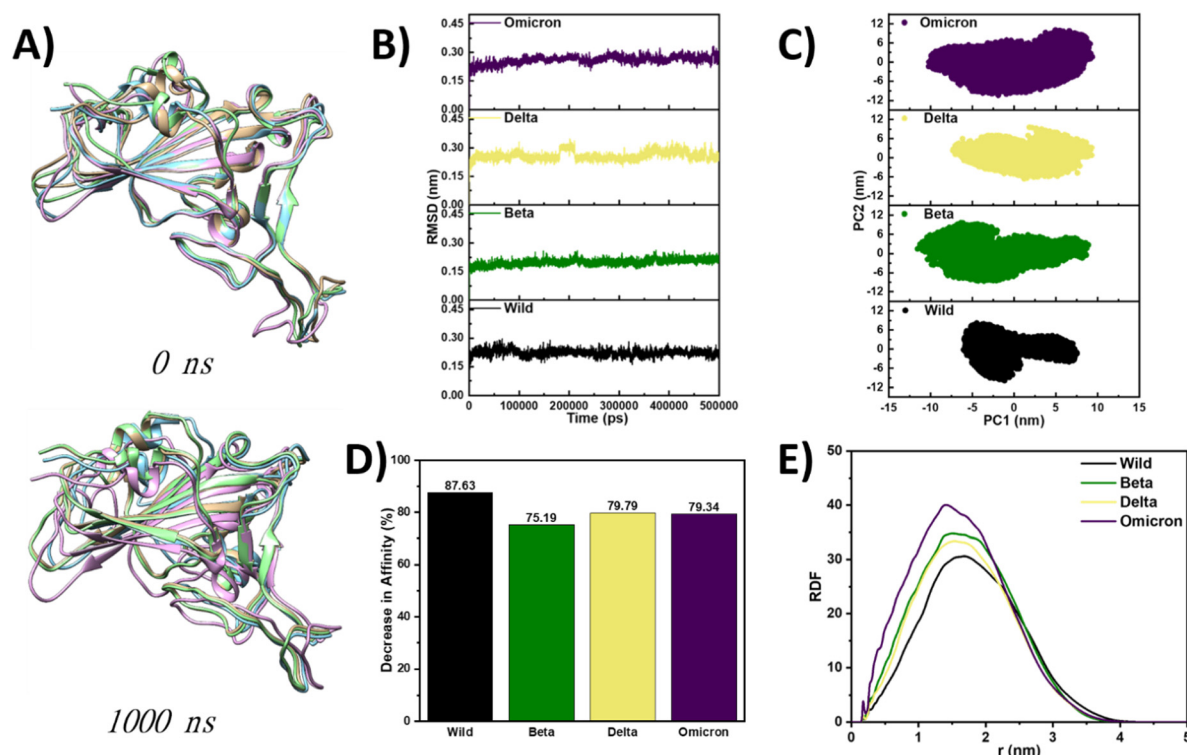 A)
0 ns
1000 ns
B)
Omicron
0.45
0.30
0.15
0.00
Delta
0.45
0.30
0.15
0.00
Beta
0.45
0.30
0.15
0.00
Wild
0.45
0.30
0.15
0.00
RMSD (nm)
0 100000 200000 300000 400000 500000
Time (ps)
C)
Omicron
12
6
0
-6
-12
Delta
12
6
0
-6
-12
Beta
12
6
0
-6
-12
Wild
12
6
0
-6
-12
PC2 (nm)
-15 -10 -5 0 5 10 15
PC1 (nm)
D)
100
80
60
40
20
0
Decrease in Affinity (%)
87.63
75.19
79.79
79.34
Wild Beta Delta Omicron
E)
50
40
30
20
10
0
RDF
Wild
Beta
Delta
Omicron
0 1 2 3 4 5
r (nm)